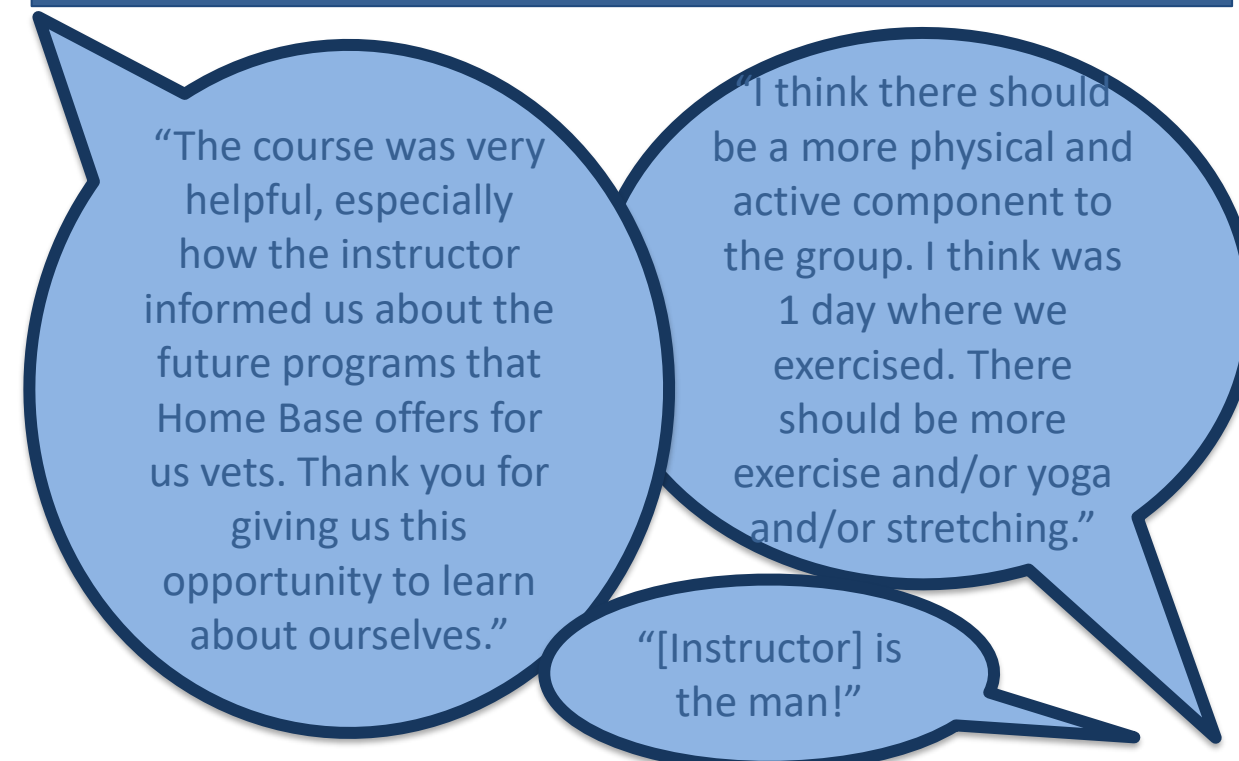 “The course was very
helpful, especially
how the instructor
informed us about the
future programs that
Home Base offers for
us vets. Thank you for
giving us this
opportunity to learn
about ourselves.”
“I think there should
be a more physical and
active component to
the group. I think was
1 day where we
exercised. There
should be more
exercise and/or yoga
and/or stretching.”
“[Instructor] is
the man!”